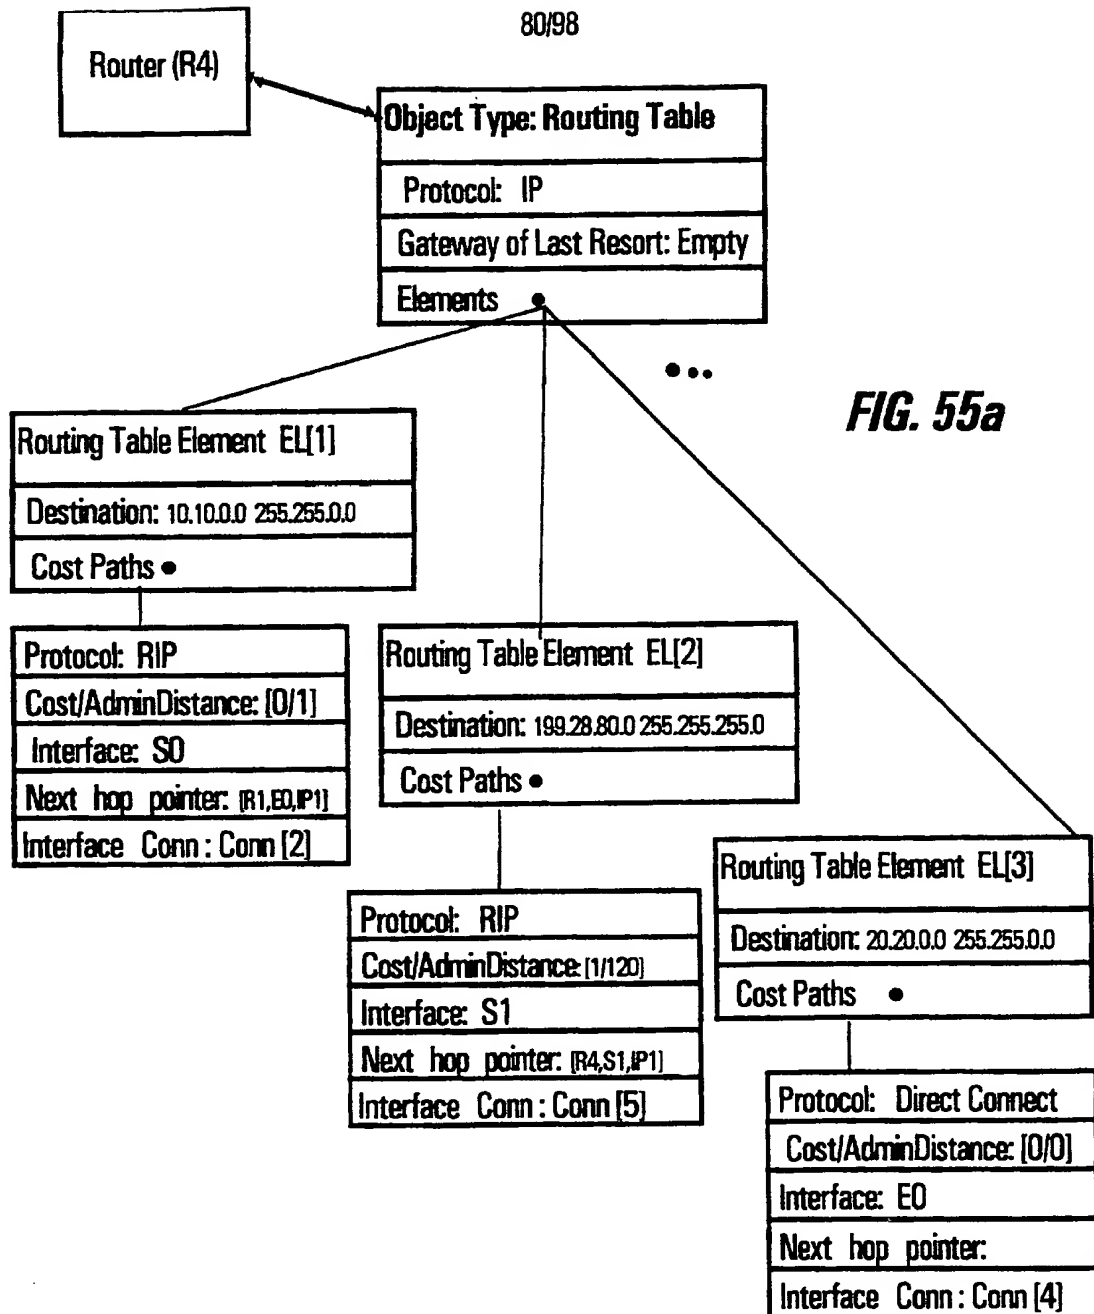 80/98
Router (R4)
Object Type: Routing Table
Protocol: IP
Gateway of Last Resort: Empty
Elements
FIG. 55a
Routing Table Element EL[1]
Destination: 10.10.0.0 255.255.0.0
Cost Paths
Protocol: RIP
Cost/AdminDistance: [0/1]
Interface: S0
Next hop pointer: [R1,E0,IP1]
Interface Conn : Conn [2]
Routing Table Element EL[2]
Destination: 199.28.80.0 255.255.255.0
Cost Paths
Protocol: RIP
Cost/AdminDistance: [1/120]
Interface: S1
Next hop pointer: [R4,S1,IP1]
Interface Conn : Conn [5]
Routing Table Element EL[3]
Destination: 20.20.0.0 255.255.0.0
Cost Paths
Protocol: Direct Connect
Cost/AdminDistance: [0/0]
Interface: E0
Next hop pointer:
Interface Conn : Conn [4]